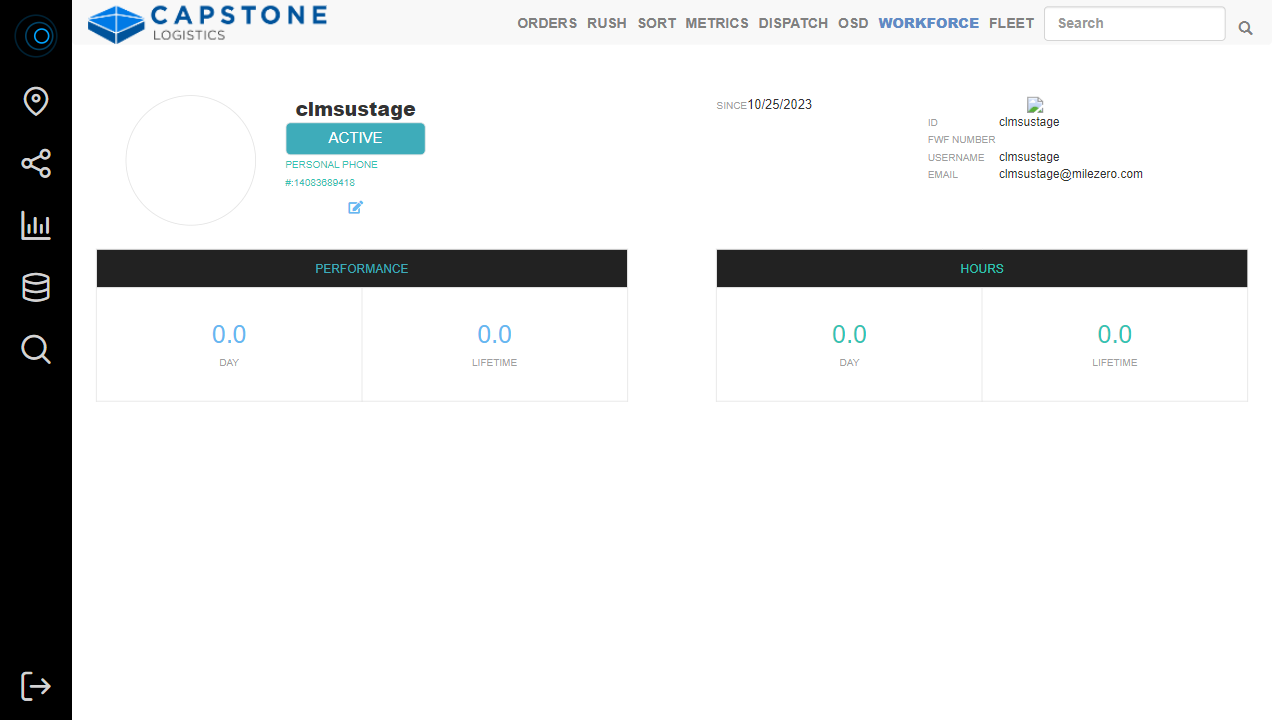 CAPSTONE
LOGISTICS
ORDERS RUSH SORT METRICS DISPATCH OSD WORKFORCE FLEET Search
clmsustage
ACTIVE
PERSONAL PHONE
#:14083689418
SINCE10/25/2023
ID clmsustage
FWF NUMBER
USERNAME clmsustage
EMAIL clmsustage@milezero.com
PERFORMANCE
0.0 0.0
DAY LIFETIME
HOURS
0.0 0.0
DAY LIFETIME